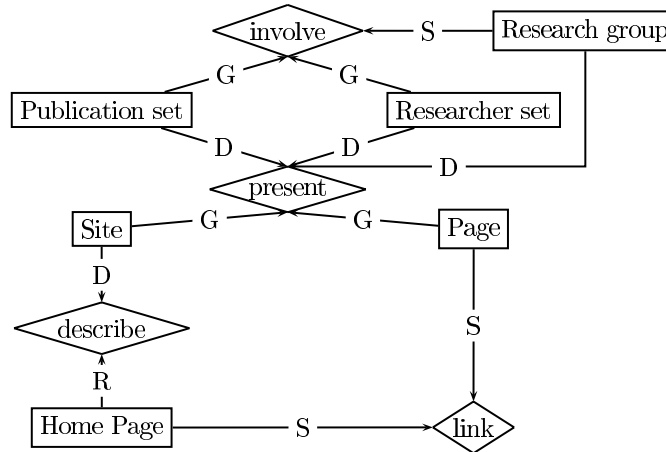 involve
S
Research group
G
G
Publication set
Researcher set
D
D
D
present
Site
G
G
Page
D
describe
S
R
Home Page
S
link